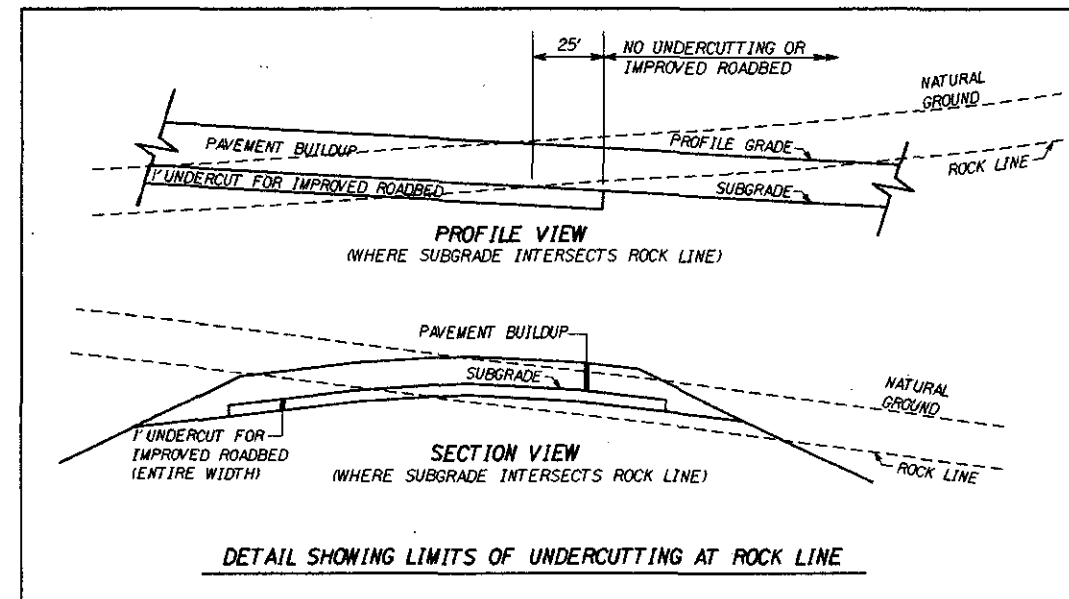 25'
NO UNDERCUTTING OR
IMPROVED ROADBED
NATURAL
GROUND
PAVEMENT BUILDUP
PROFILE GRADE
ROCK LINE
1' UNDERCUT FOR IMPROVED ROADBED
SUBGRADE
PROFILE VIEW
(WHERE SUBGRADE INTERSECTS ROCK LINE)
PAVEMENT BUILDUP
SUBGRADE
NATURAL
GROUND
1' UNDERCUT FOR
IMPROVED ROADBED
(ENTIRE WIDTH)
SECTION VIEW
(WHERE SUBGRADE INTERSECTS ROCK LINE)
ROCK LINE
DETAIL SHOWING LIMITS OF UNDERCUTTING AT ROCK LINE